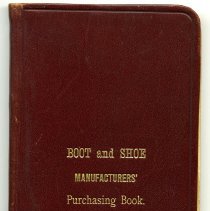 BOOT and SHOE
MANUFACTURERS'
Purchasing Book.